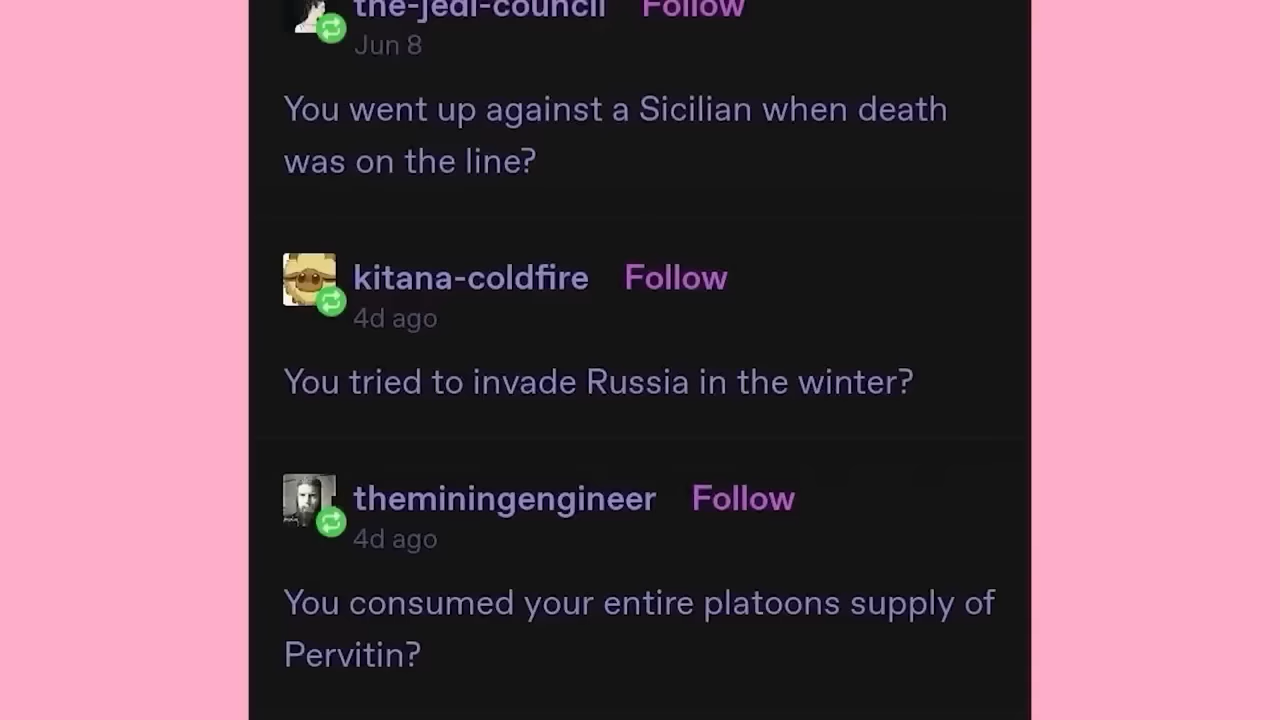 the-jedi-council Follow
Jun 8
You went up against a Sicilian when death
was on the line?
kitana-coldfire Follow
4d ago
You tried to invade Russia in the winter?
theminingengineer Follow
4d ago
You consumed your entire platoons supply of
Pervitin?